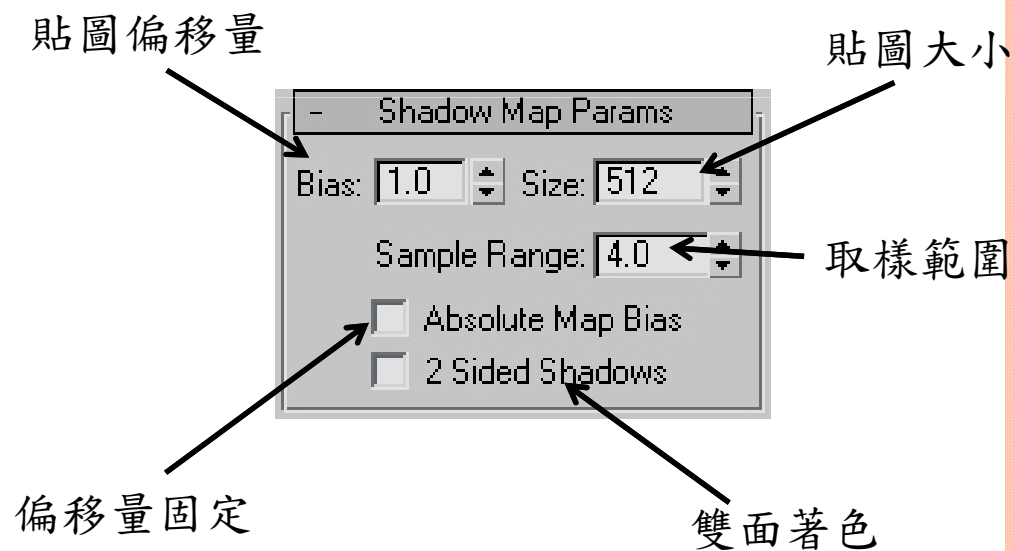 貼圖偏移量
貼圖大小
- Shadow Map Params
Bias: 1.0 Size: 512
Sample Range: 4.0
取樣範圍
Absolute Map Bias
2 Sided Shadows
偏移量固定
雙面著色